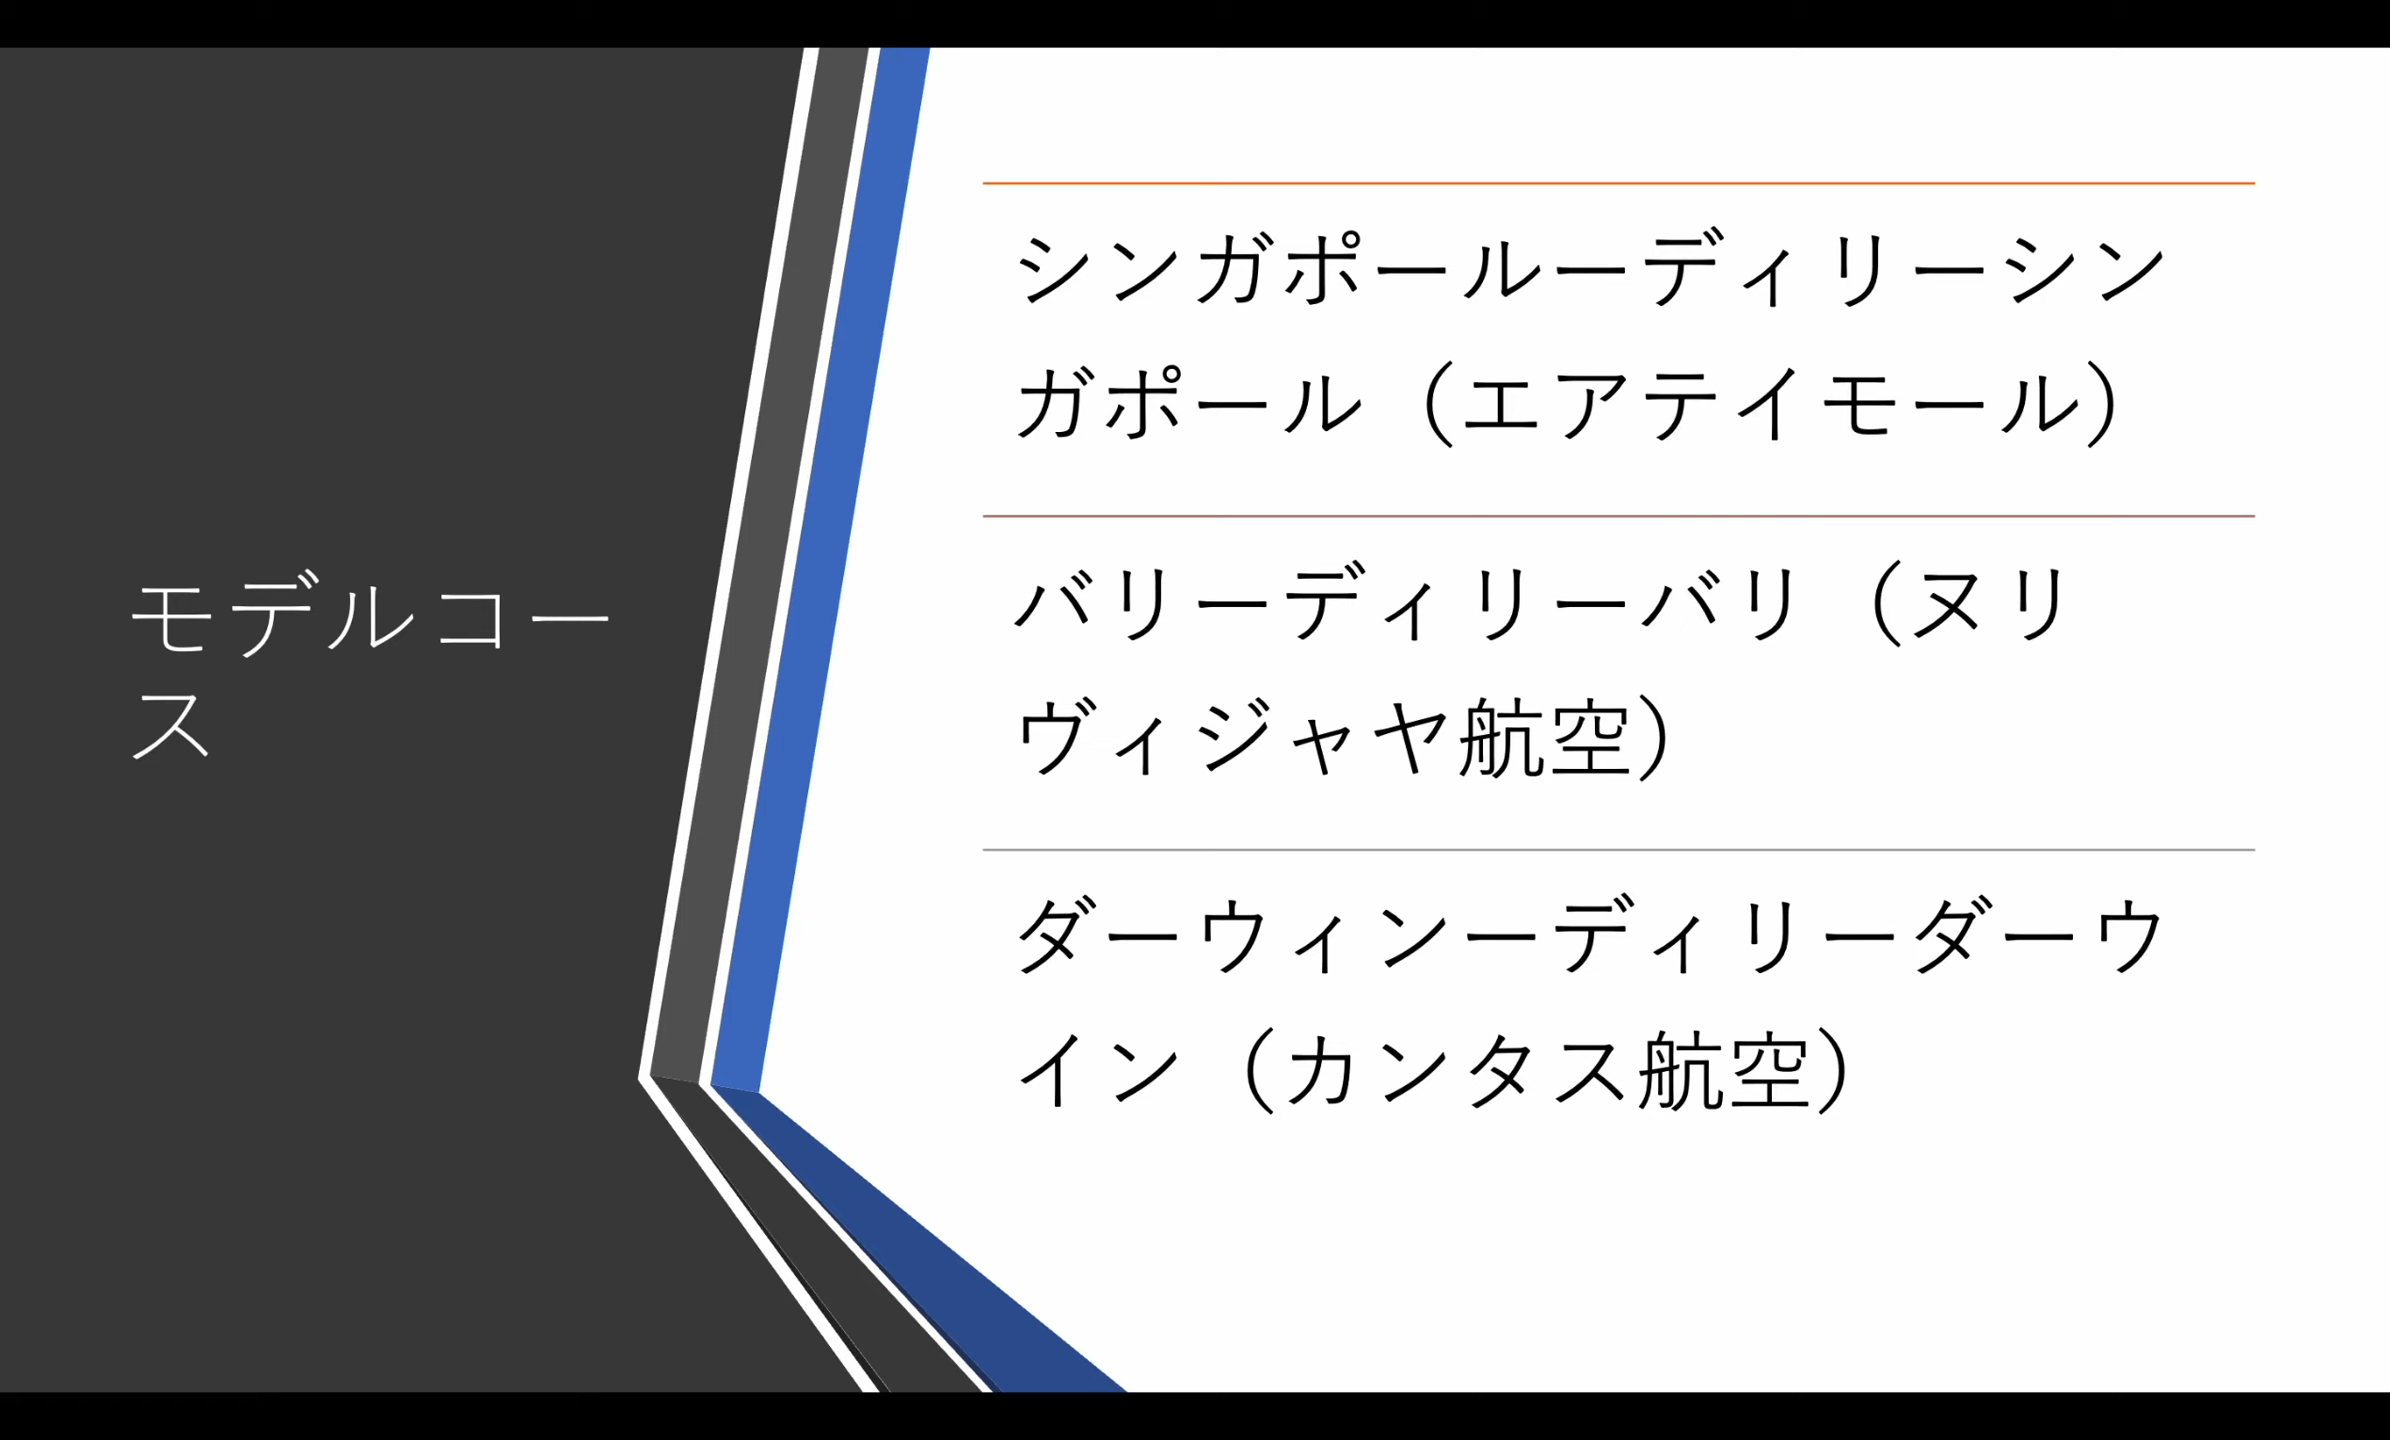 モデルコー
ス
シンガポールーディリーシン
ガポール（エアテイモール）
バリーディリーバリ（ヌリ
ヴィジャヤ航空）
ダーウィンーディリーダーウ
イン（カンタス航空）